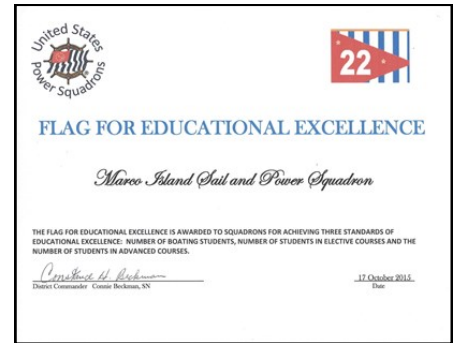 United States
Power Squadrons
22
FLAG FOR EDUCATIONAL EXCELLENCE
Marco Island Sail and Power Squadron
THE FLAG FOR EDUCATIONAL EXCELLENCE IS AWARDED TO SQUADRONS FOR ACHIEVING THREE STANDARDS OF
EDUCATIONAL EXCELLENCE: NUMBER OF BOATING STUDENTS, NUMBER OF STUDENTS IN ELECTIVE COURSES AND THE
NUMBER OF STUDENTS IN ADVANCED COURSES.
Constance H. Beckman 17 October 2015
District Commander Connie Beckman, SN Date